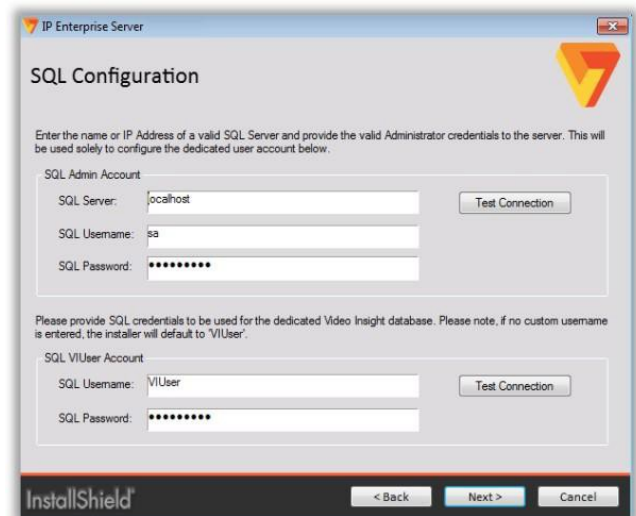 IP Enterprise Server
SQL Configuration
Enter the name or IP Address of a valid SQL Server and provide the valid Administrator credentials to the server. This will
be used solely to configure the dedicated user account below.
SQL Admin Account
SQL Server:
localhost
Test Connection
SQL Username:
sa
SQL Password:
•••••••••
Please provide SQL credentials to be used for the dedicated Video Insight database. Please note, if no custom username
is entered, the installer will default to 'VIUser'.
SQL VIUser Account
SQL Username:
VIUser
Test Connection
SQL Password:
•••••••••
InstallShield
< Back
Next >
Cancel